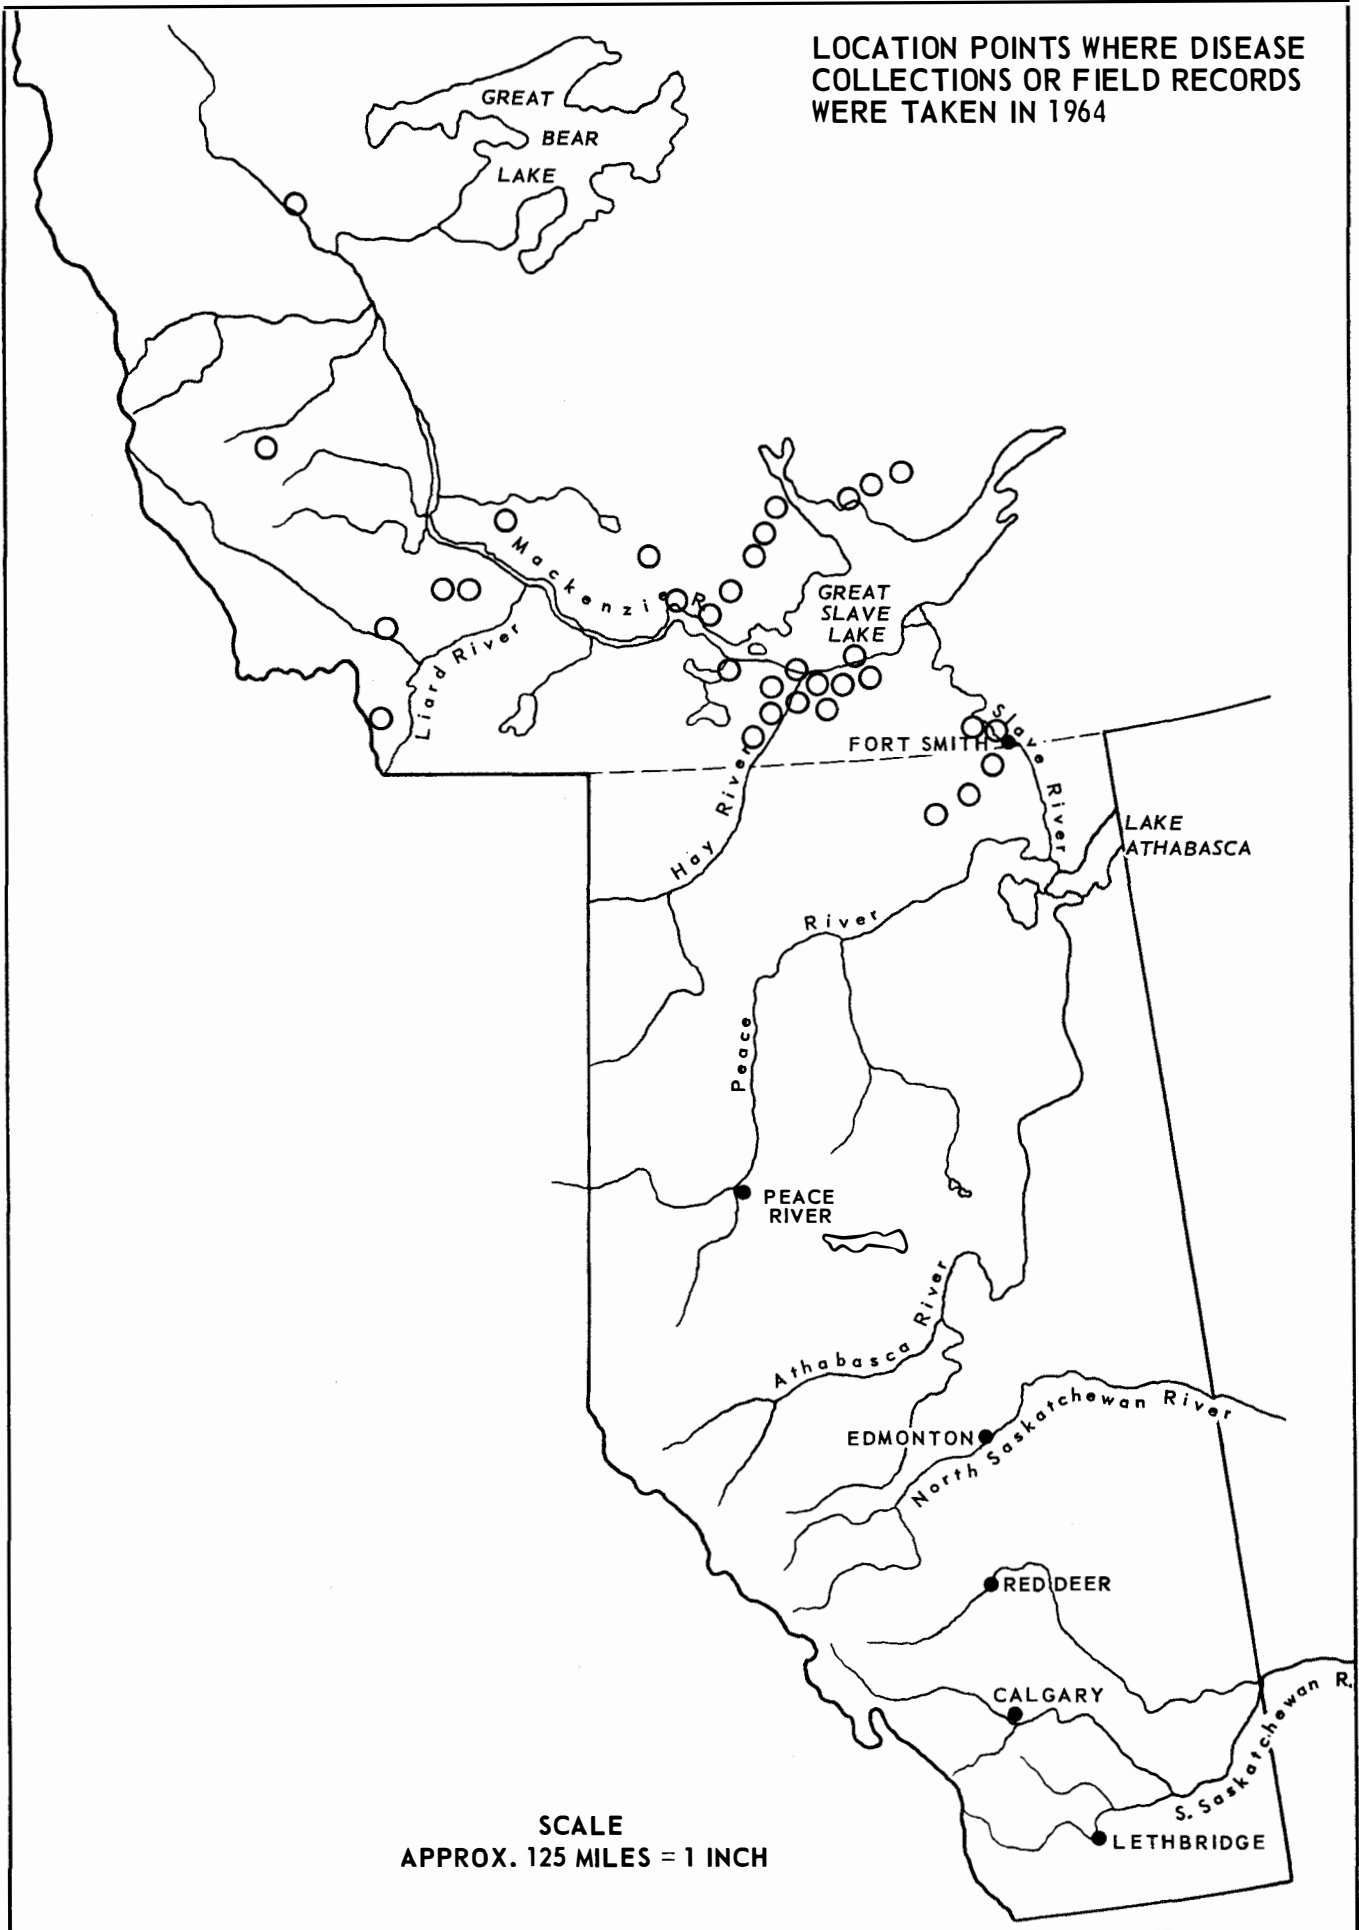 LOCATION POINTS WHERE DISEASE
COLLECTIONS OR FIELD RECORDS
WERE TAKEN IN 1964
GREAT
BEAR
LAKE
Mackenzie R.
GREAT
SLAVE
LAKE
Liard River
Slave River
FORT SMITH
Hay River
LAKE
ATHABASCA
Peace River
PEACE
RIVER
Athabasca River
North Saskatchewan River
EDMONTON
RED DEER
CALGARY
S. Saskatchewan R.
LETHBRIDGE
SCALE
APPROX. 125 MILES = 1 INCH